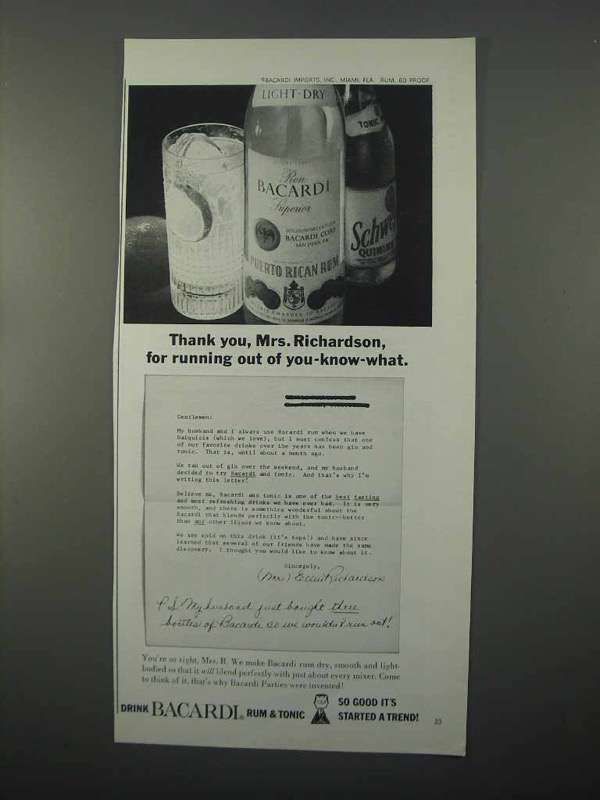 ©BACARDI IMPORTS, INC., MIAMI, FLA. RUM, 80 PROOF
LIGHT-DRY
TONIC
Ron
BACARDI
Superior
BACARDI CORP.
SAN JUAN, P.R.
PUERTO RICAN RUM
Schw
QUININE
Thank you, Mrs. Richardson,
for running out of you-know-what.
Gentlemen:
My husband and I always use Bacardi rum when we have
Daiquiris (which we love), but I must confess that one
of our favorite drinks over the years has been gin and
tonic. That is, until about a month ago.
We ran out of gin over the weekend, and my husband
decided to try Bacardi and tonic. And that's why I'm
writing this letter!
Believe me, Bacardi and tonic is one of the best tasting
and most refreshing drinks we have ever had. It is very
smooth, and there is something wonderful about the
Bacardi that blends perfectly with the tonic--better
than any other liquor we know about.
We are sold on this drink (it's tops!) and have since
learned that several of our friends have made the same
discovery. I thought you would like to know about it.
Sincerely,
(Mrs.) Ellen Richardson
P.S. My husband just bought three
bottles of Bacardi so we wouldn't run out!
You're so right, Mrs. R. We make Bacardi rum dry, smooth and light-
bodied so that it will blend perfectly with just about every mixer. Come
to think of it, that's why Bacardi Parties were invented!
DRINK BACARDI® RUM & TONIC SO GOOD IT'S
STARTED A TREND!